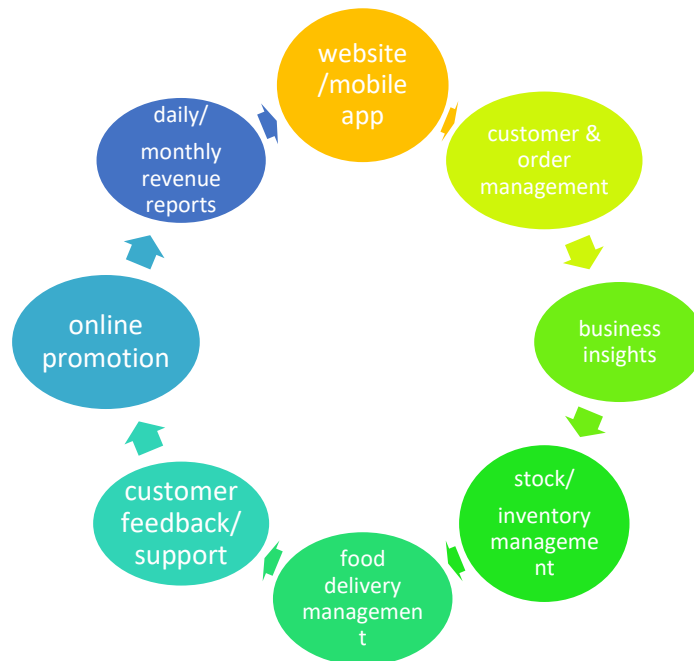 website
/mobile
app
customer &
order
management
business
insights
stock/
inventory
manageme
nt
food
delivery
managemen
t
customer
feedback/
support
online
promotion
daily/
monthly
revenue
reports